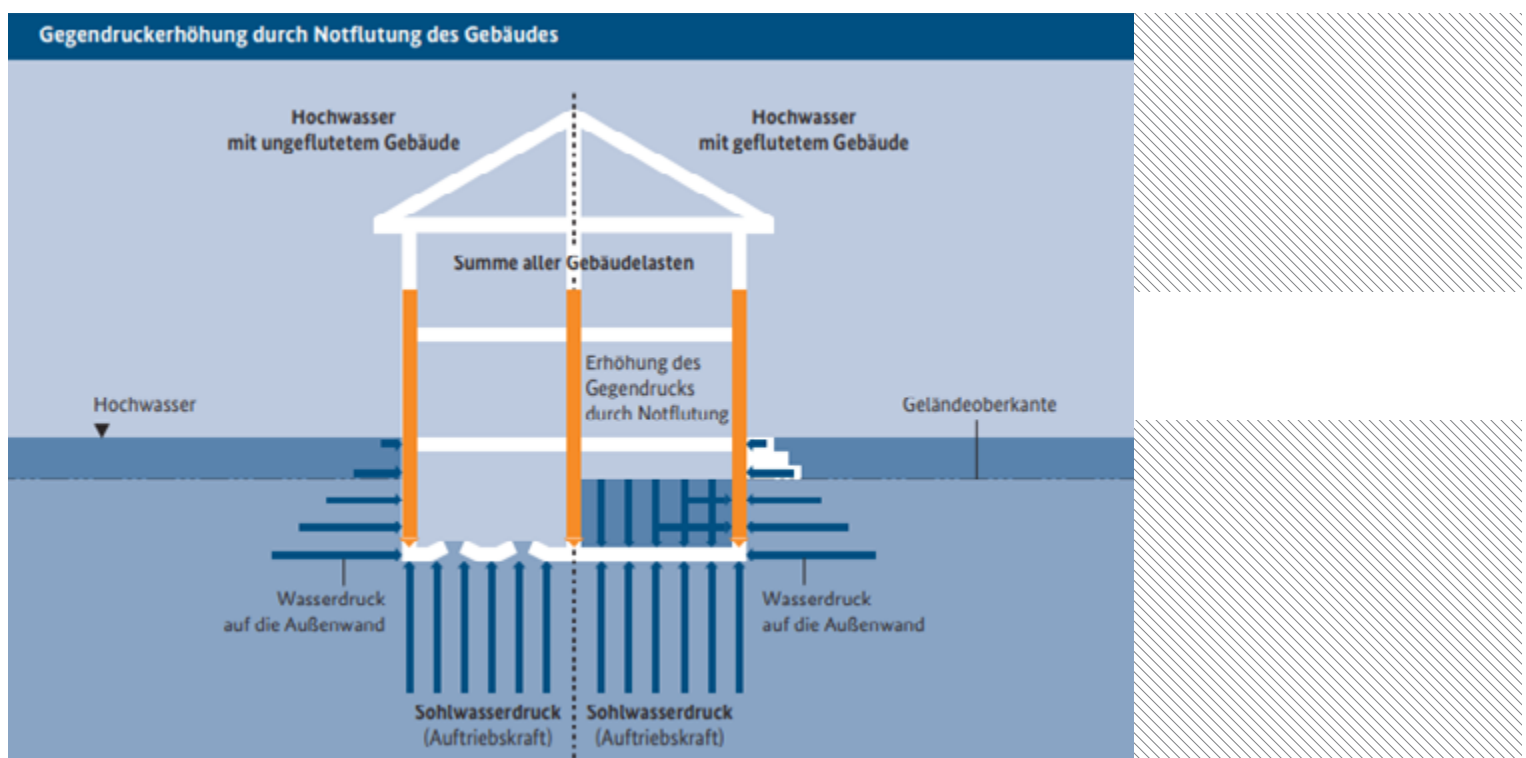 Gegendruckerhöhung durch Notflutung des Gebäudes
Hochwasser
mit ungeflutetem Gebäude
Hochwasser
mit geflutetem Gebäude
Summe aller Gebäudelasten
Erhöhung des
Gegendrucks
durch Notflutung
Hochwasser
Geländeoberkante
Wasserdruck
auf die Außenwand
Wasserdruck
auf die Außenwand
Sohlwasserdruck
(Auftriebskraft)
Sohlwasserdruck
(Auftriebskraft)